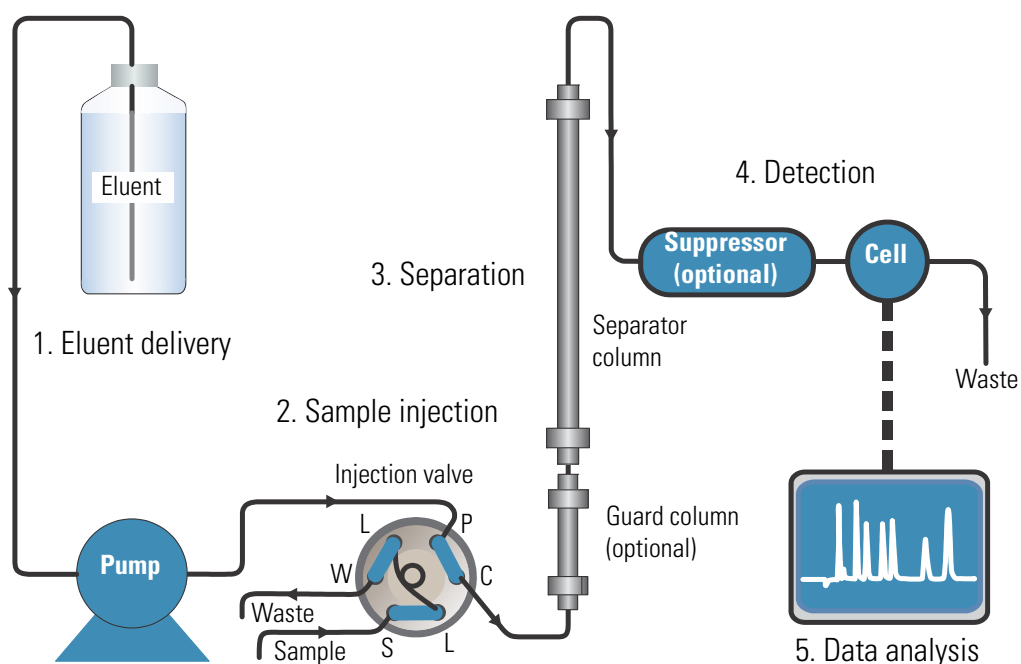 Eluent
1. Eluent delivery
Pump
2. Sample injection
Injection valve
L
P
W
C
S
L
Waste
Sample
3. Separation
Separator
column
Guard column
(optional)
4. Detection
Suppressor
(optional)
Cell
Waste
5. Data analysis